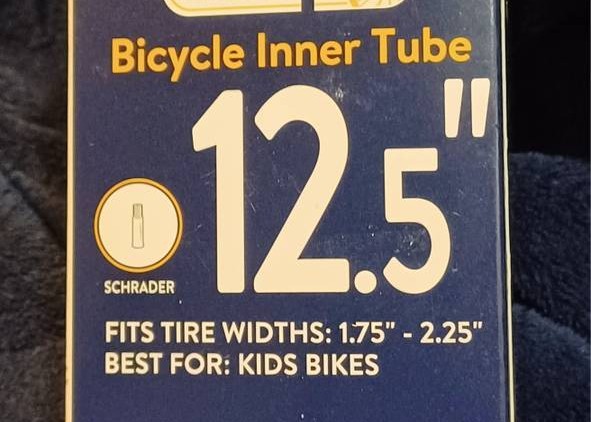 Bicycle Inner Tube
12.5"
SCHRADER
FITS TIRE WIDTHS: 1.75" - 2.25"
BEST FOR: KIDS BIKES